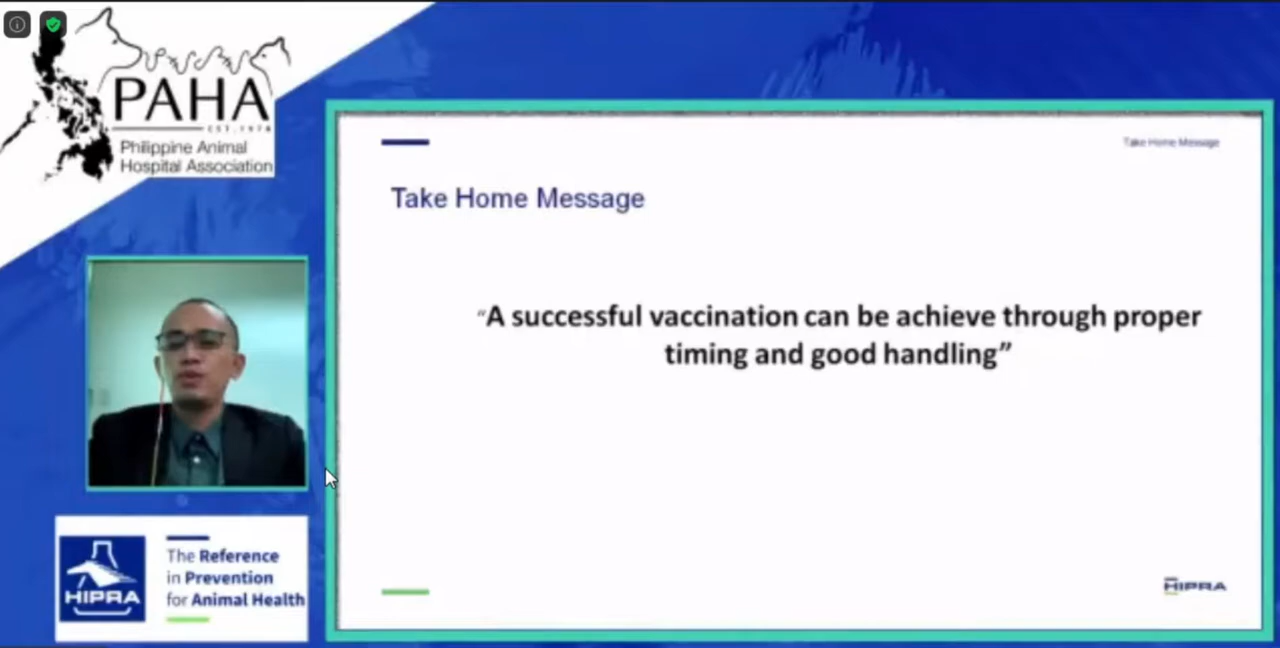 PAHA
EST. 1978
Philippine Animal
Hospital Association
Take Home Message
Take Home Message
“A successful vaccination can be achieve through proper
timing and good handling”
HIPRA
The Reference
in Prevention
for Animal Health
HIPRA